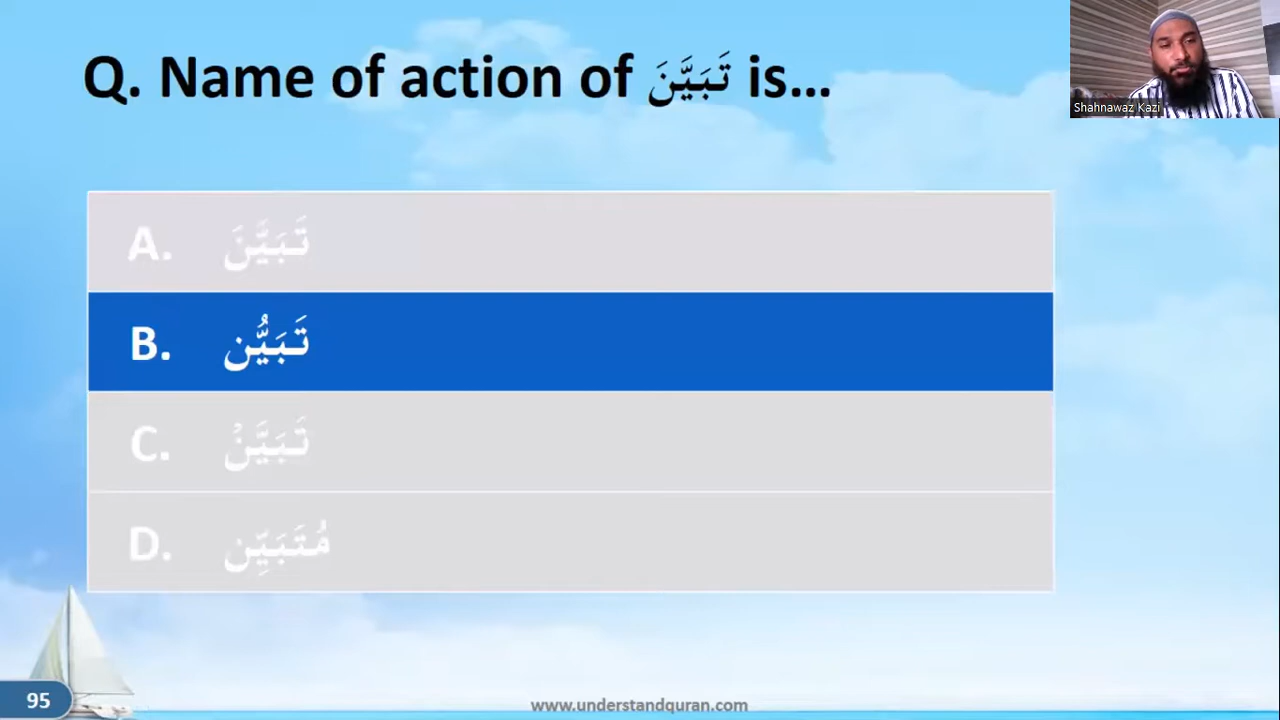 Q. Name of action of تَبَيَّنَ is...
Shahnawaz Kazi
A. تَبَيَّنَ
B. تَبَيُّن
C. تَبَيَّنْ
D. مُتَبَيِّن
95
www.understandquran.com